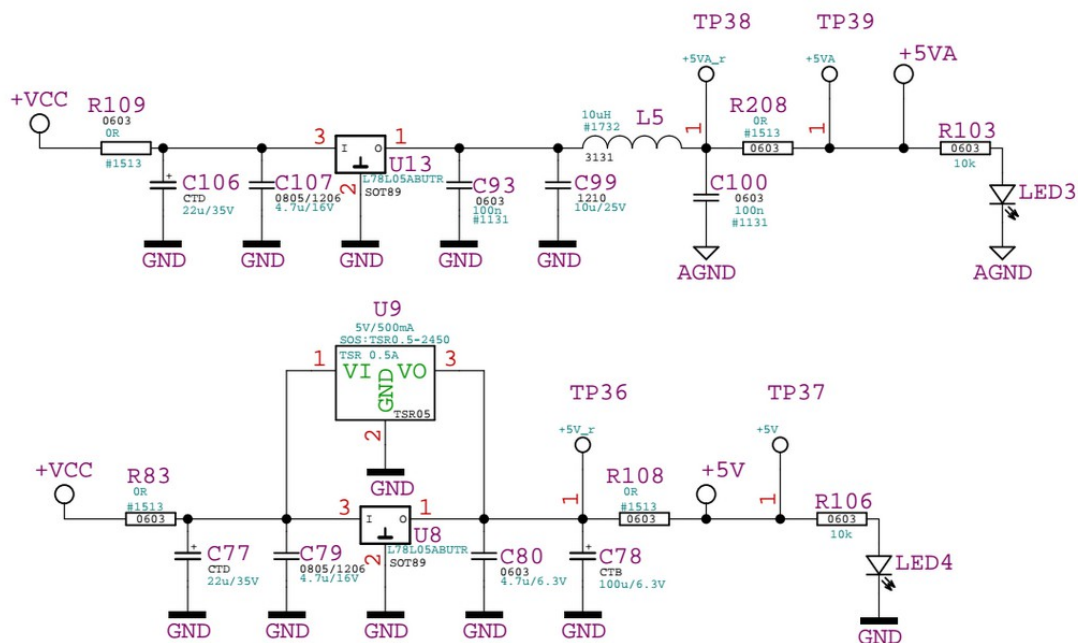 TP38
TP39
+5VA_r
+5VA
+5VA
+VCC
R109
0603
0R
#1513
3
I
O
1
U13
L78L05ABUTR
2
SOT89
10uH
#1732
L5
3131
1
R208
0R
#1513
0603
1
R103
0603
10k
C106
CTD
22u/35V
C107
0805/1206
4.7u/16V
C93
0603
100n
#1131
C99
1210
10u/25V
C100
0603
100n
#1131
LED3
GND
GND
GND
GND
GND
AGND
AGND
U9
5V/500mA
SOS:TSR0.5-2450
TSR 0.5A
1
VI
GND
VO
3
TSR05
2
GND
TP36
TP37
+5V_r
+5V
+VCC
R83
0R
#1513
0603
3
I
O
1
U8
L78L05ABUTR
2
SOT89
1
R108
0R
#1513
0603
+5V
1
R106
0603
10k
C77
CTD
22u/35V
C79
0805/1206
4.7u/16V
C80
0603
4.7u/6.3V
C78
CTB
100u/6.3V
LED4
GND
GND
GND
GND
GND
GND